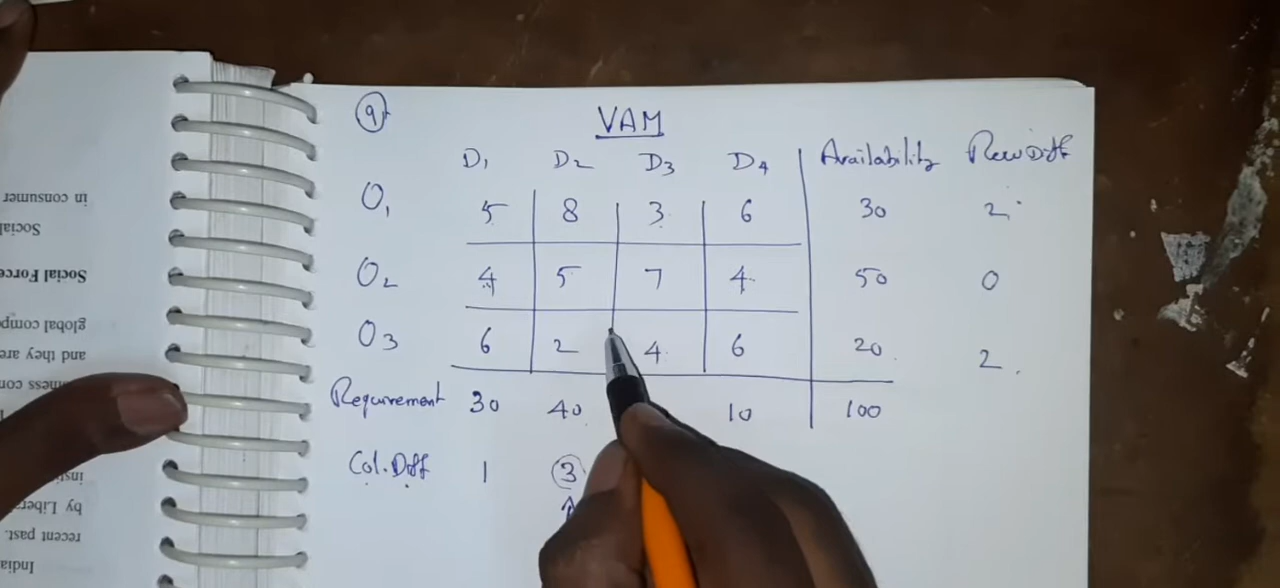 9
VAM
D1 D2 D3 D4 Availability Row Diff
O1 5 8 3 6 30 2
O2 4 5 7 4 50 0
O3 6 2 4 6 20 2
Requirement 30 40 10 100
Col. Diff 1 3
in consumer
Social
Social Force
global comp
and they are
ness con
by Liber
recent past.
India